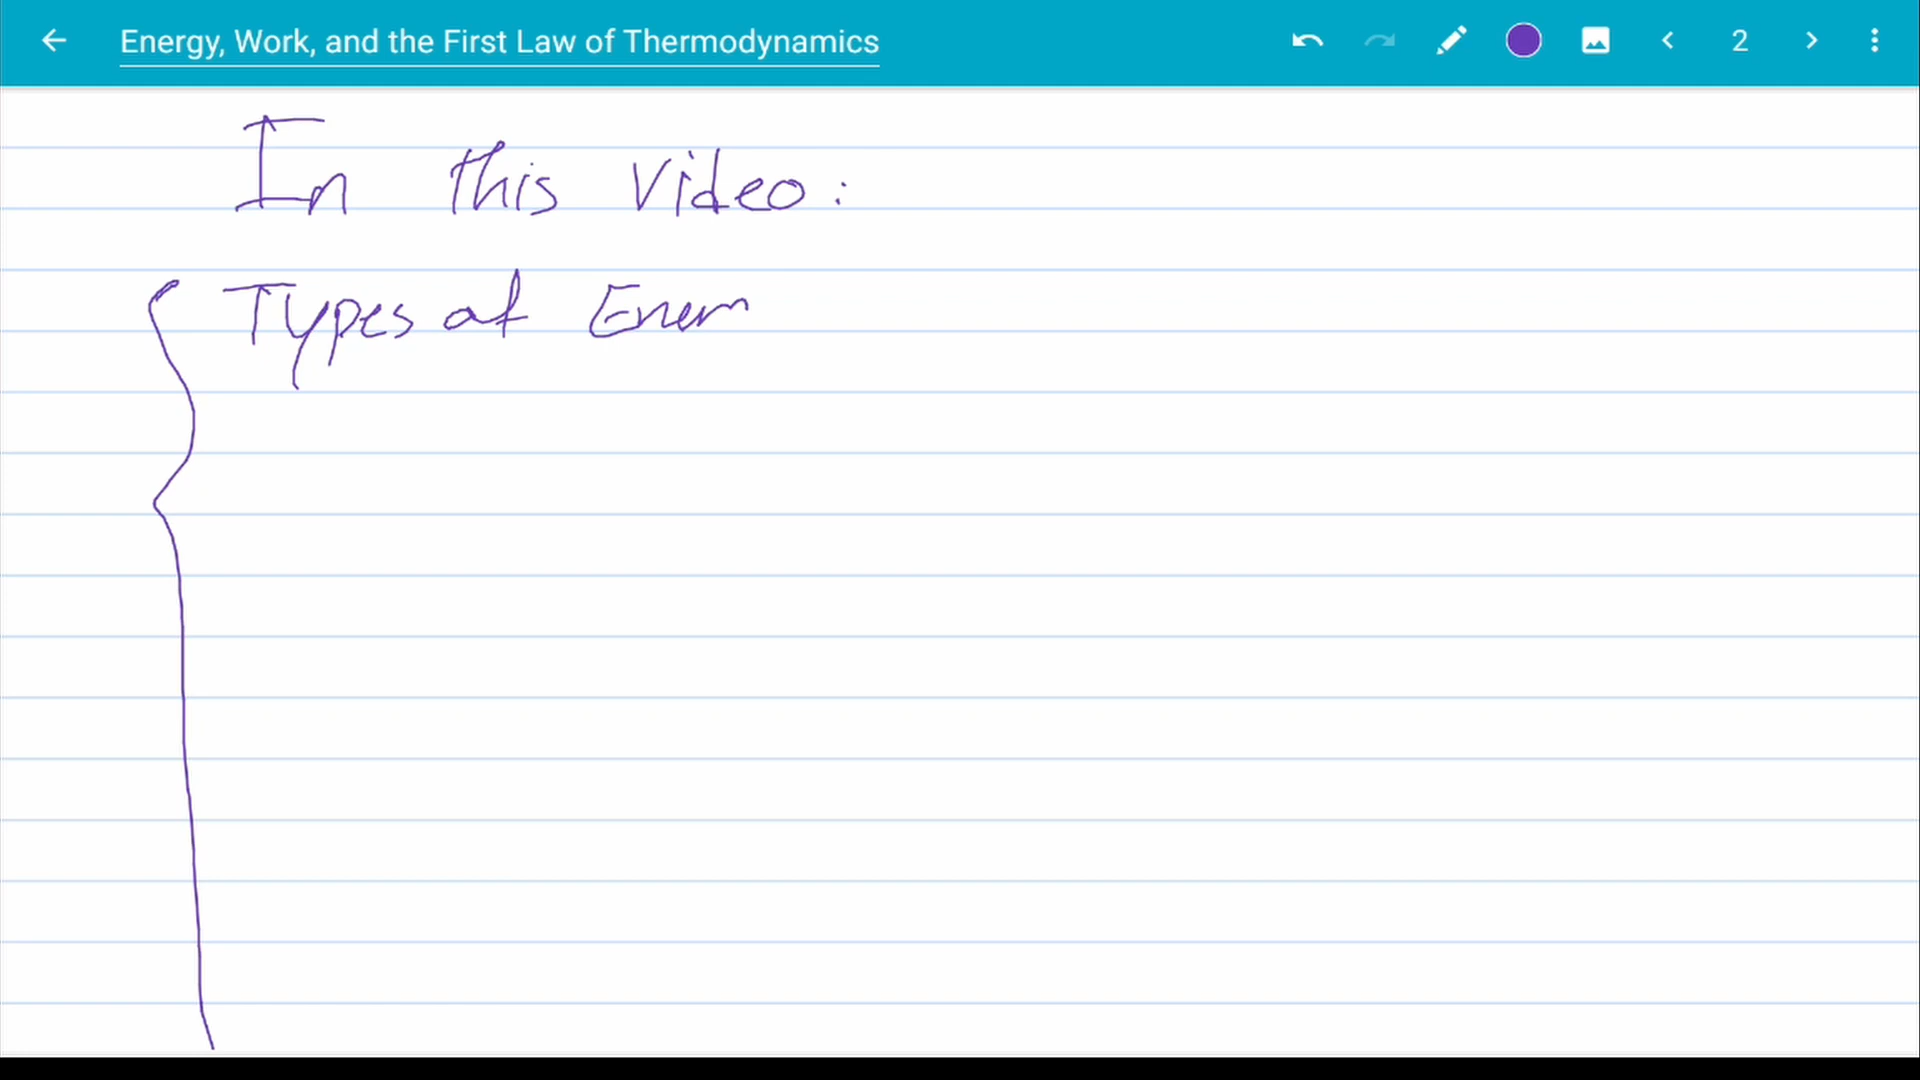 Energy, Work, and the First Law of Thermodynamics
2
In this Video:
Types of Ener